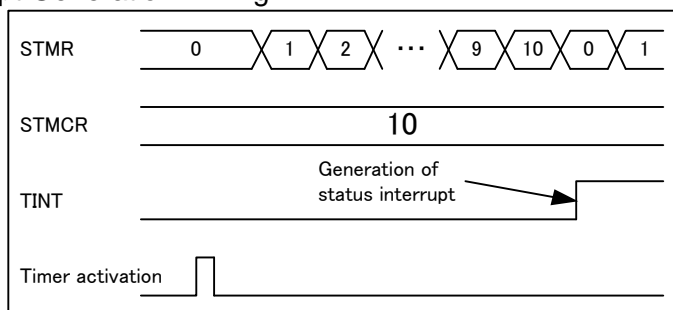 STMR 0 1 2 ··· 9 10 0 1
STMCR 10
Generation of
status interrupt
TINT
Timer activation